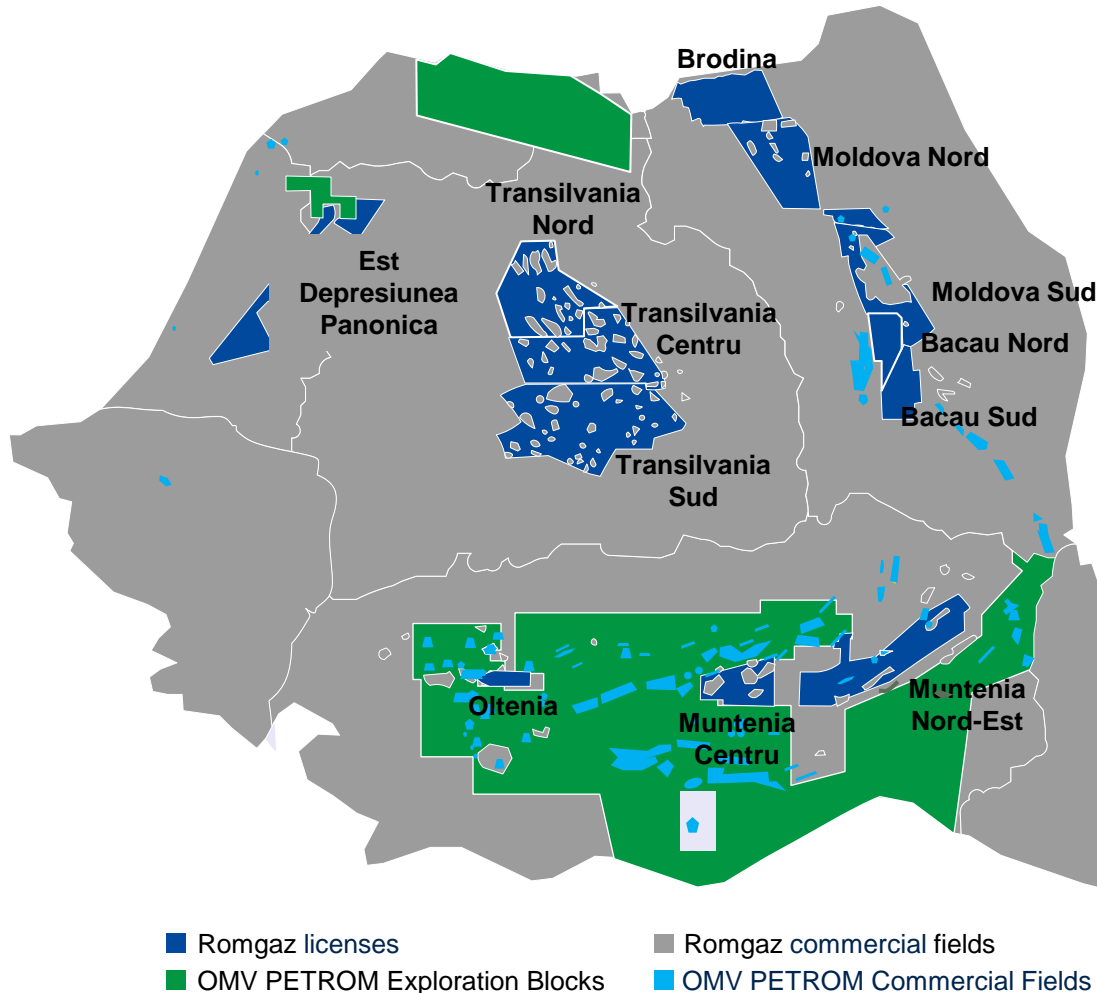 Brodina
Moldova Nord
Transilvania
Nord
Est
Depresiunea
Panonica
Transilvania
Centru
Moldova Sud
Bacau Nord
Bacau Sud
Transilvania
Sud
Oltenia
Muntenia
Centru
Muntenia
Nord-Est
Romgaz licenses
Romgaz commercial fields
OMV PETROM Exploration Blocks
OMV PETROM Commercial Fields